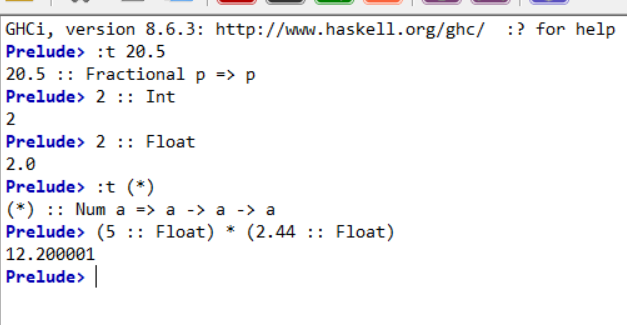 GHCi, version 8.6.3: http://www.haskell.org/ghc/  :? for help
Prelude> :t 20.5
20.5 :: Fractional p => p
Prelude> 2 :: Int
2
Prelude> 2 :: Float
2.0
Prelude> :t (*)
(*) :: Num a => a -> a -> a
Prelude> (5 :: Float) * (2.44 :: Float)
12.200001
Prelude>